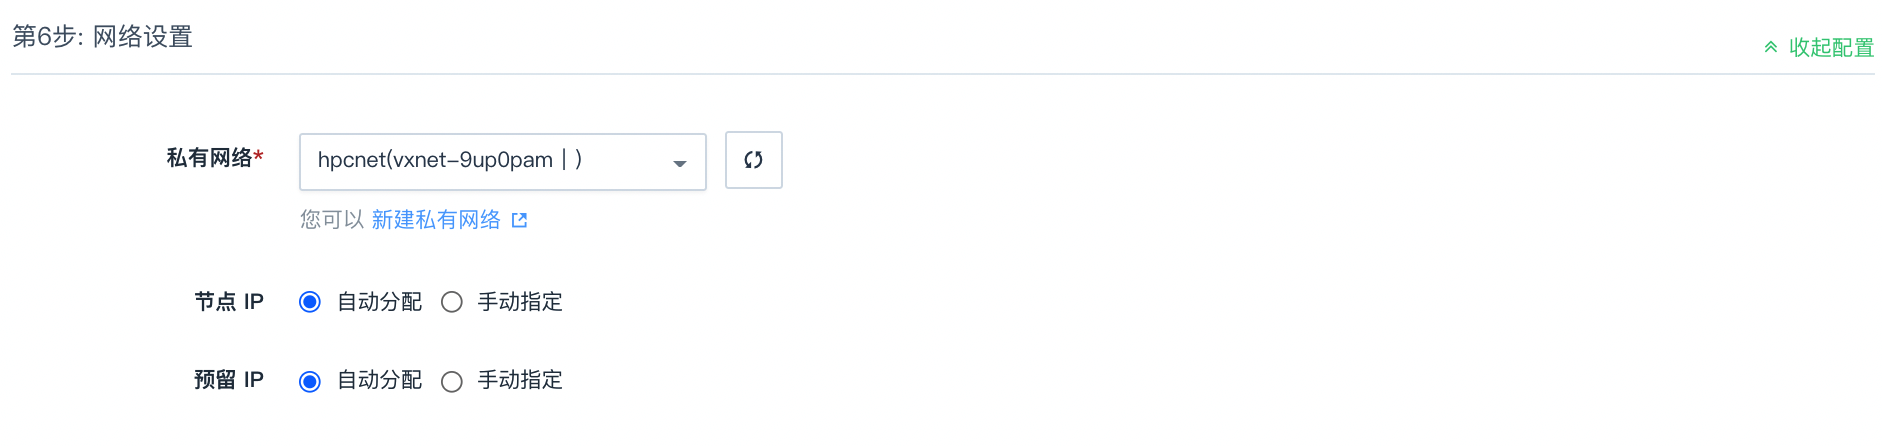 第6步: 网络设置
收起配置
私有网络* hpcnet(vxnet-9up0pam | )
您可以 新建私有网络
节点 IP 自动分配 手动指定
预留 IP 自动分配 手动指定